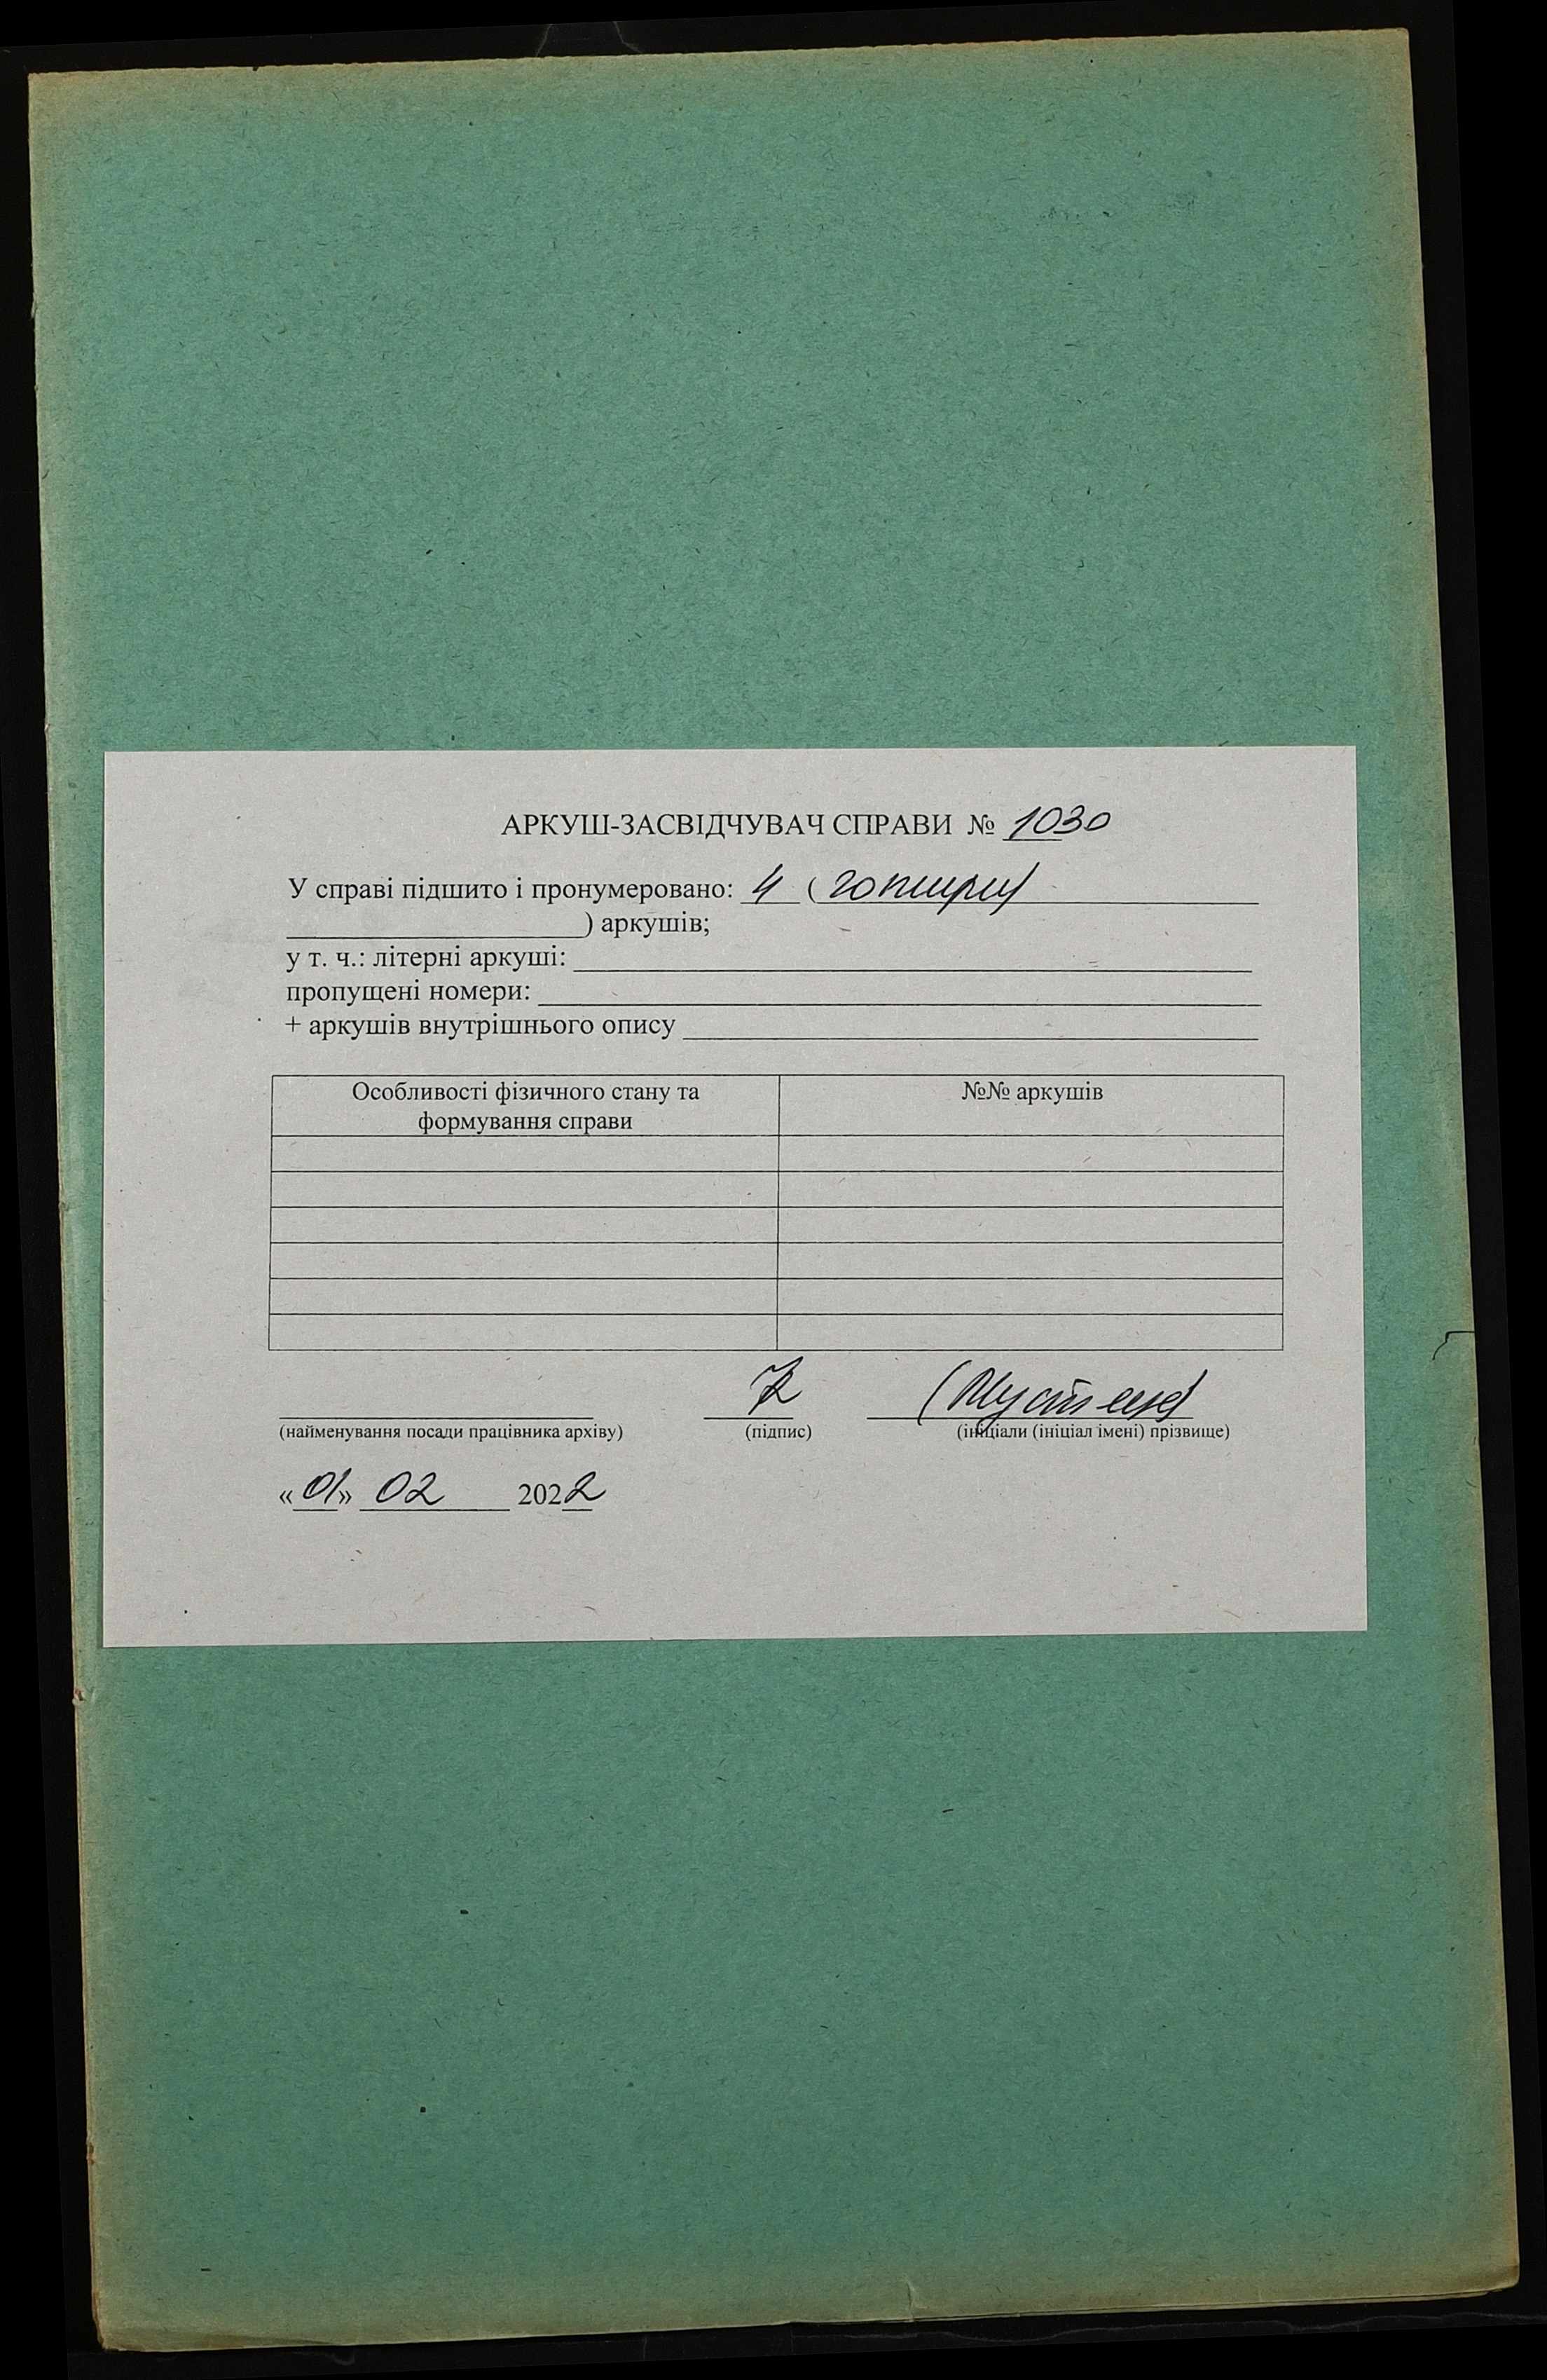 АРКУШ-ЗАСВІДЧУВАЧ СПРАВИ № 1030
У справі підшито і пронумеровано: 4 (чотири)
) аркушів;
у т. ч.: літерні аркуші:
пропущені номери:
+ аркушів внутрішнього опису
Особливості фізичного стану та формування справи
№№ аркушів
(найменування посади працівника архіву)
(підпис)
(ініціали (ініціал імені) прізвище)
«01» 02 2022